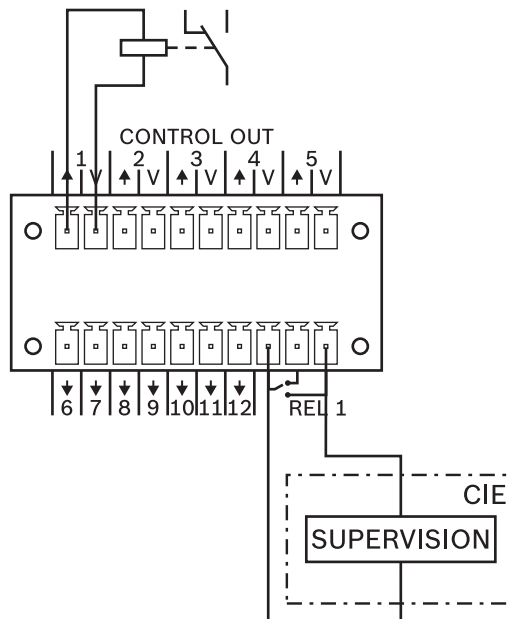 CONTROL OUT
1 2 3 4 5
V V V V V
6 7 8 9 10 11 12 REL 1
CIE
SUPERVISION